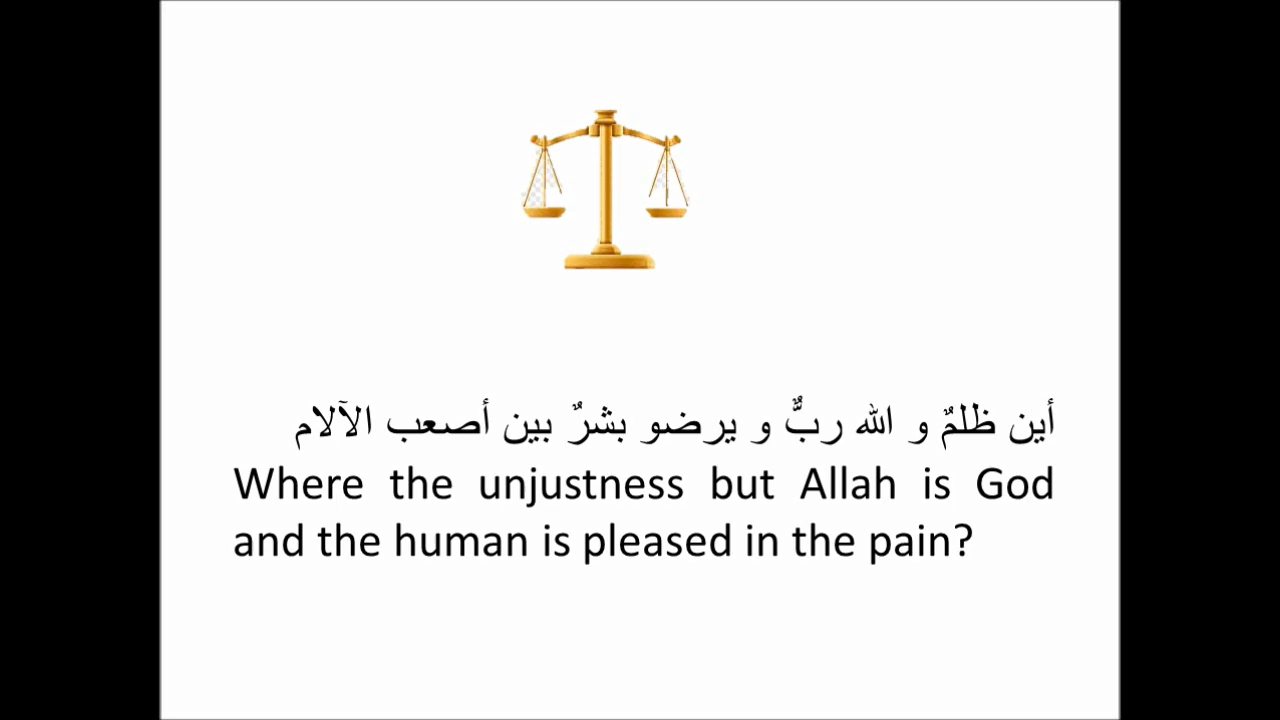 أين ظلمٌ و الله ربٌّ و يرضو بشرٌ بين أصعب الآلام
Where the unjustness but Allah is God
and the human is pleased in the pain?